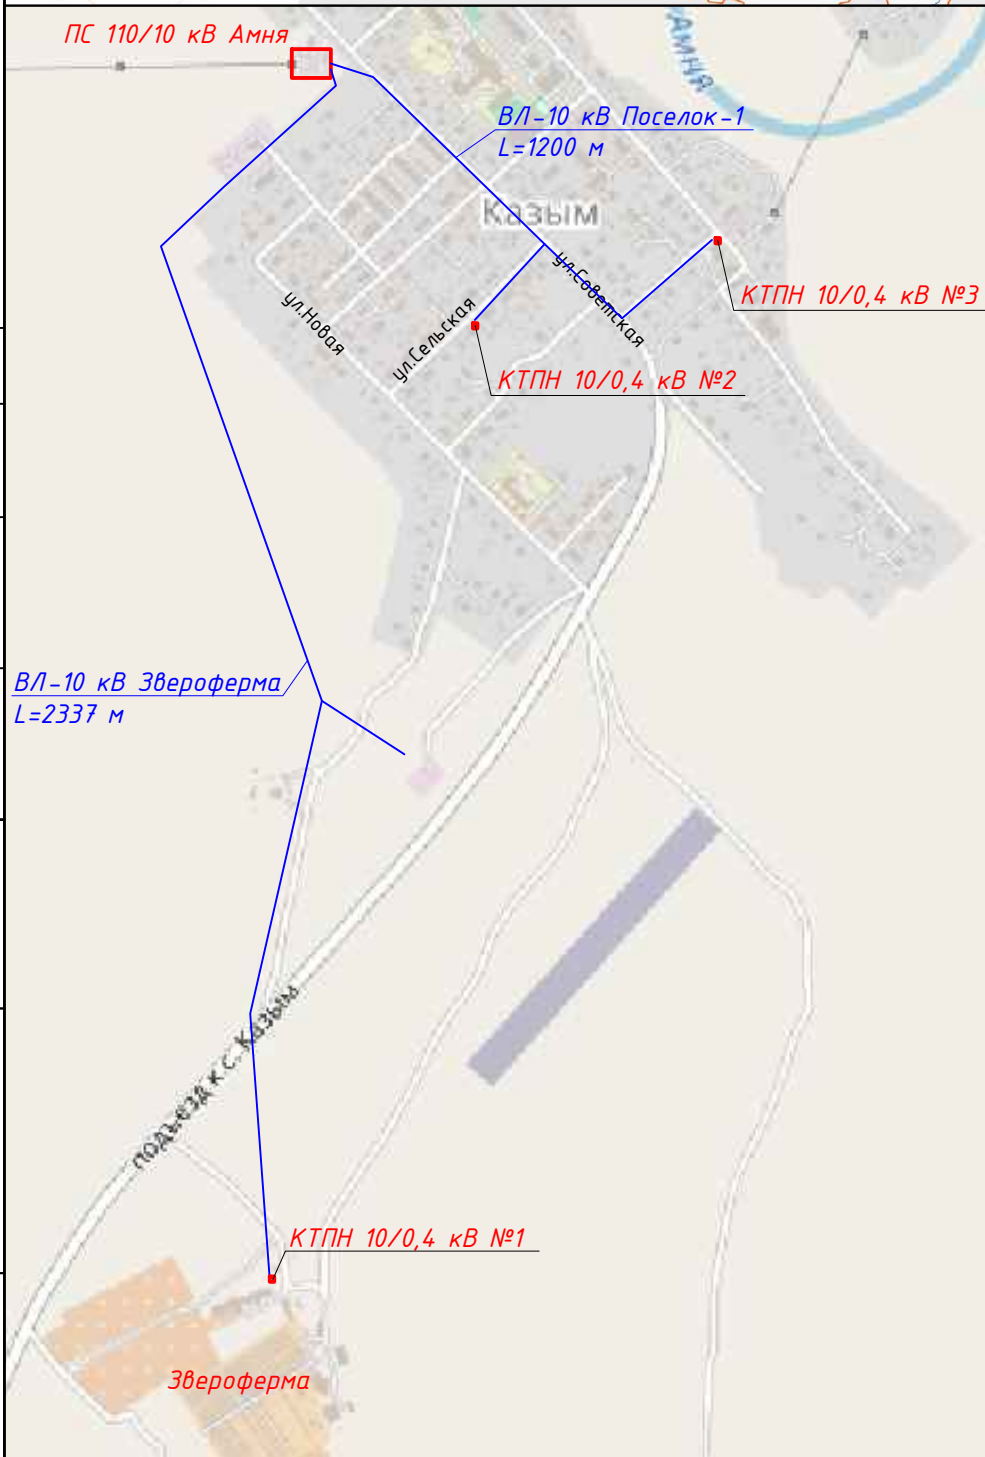 ПС 110/10 кВ Амня
АМНЯ
ВЛ-10 кВ Поселок-1
L=1200 м
Казым
ул.Советская
КТПН 10/0,4 кВ №3
ул.Новая
ул.Сельская
КТПН 10/0,4 кВ №2
ВЛ-10 кВ Звероферма
L=2337 м
подъезд к с. Казым
КТПН 10/0,4 кВ №1
Звероферма